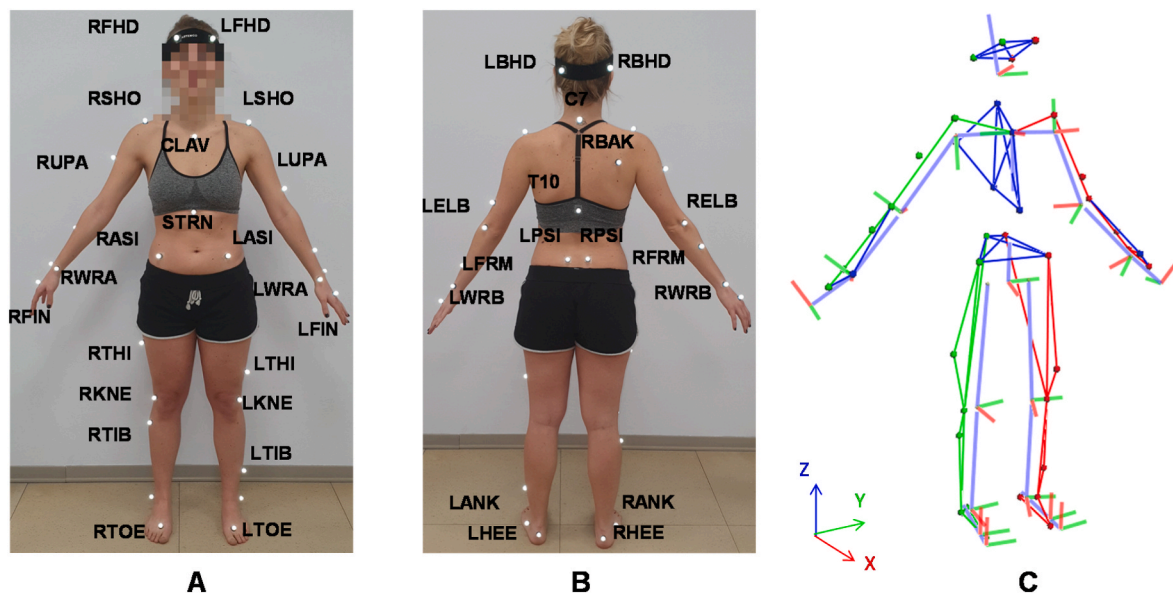 RFHD LFHD
RSHO LSHO
CLAV
RUPA LUPA
STRN
RASI LASI
RWRA LWRA
RFIN LFIN
RTHI LTHI
RKNE LKNE
RTIB
LTIB
RTOE LTOE
A
LBHD RBHD
C7
RBAK
T10
LELB RELB
LPSI RPSI
LFRM RFRM
LWRB RWRB
LANK RANK
LHEE RHEE
B
Z
Y
X
C